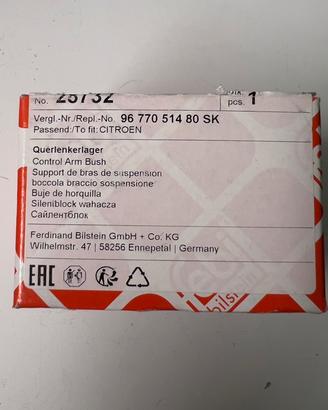 No. 25732
Stk.
pcs. 1
Vergl.-Nr./Repl.-No. 96 770 514 80 SK
Passend:/To fit: CITROEN
Querlenkerlager
Control Arm Bush
Support de bras de suspension
boccola braccio sospensione
Buje de horquilla
Sileniblock wahacza
Сайлентблок
Ferdinand Bilstein GmbH + Co. KG
Wilhelmstr. 47 | 58256 Ennepetal | Germany
EAC